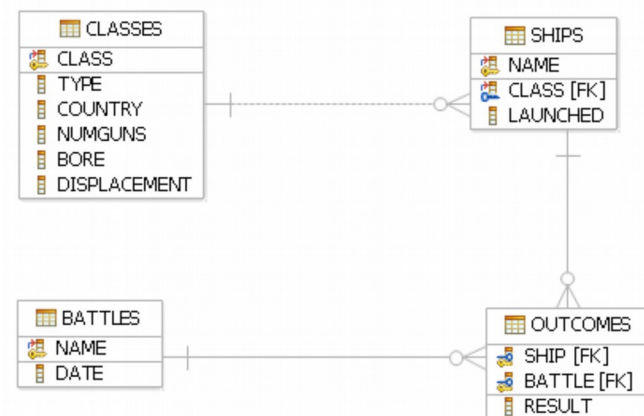 CLASSES
CLASS
TYPE
COUNTRY
NUMGUNS
BORE
DISPLACEMENT
SHIPS
NAME
CLASS [FK]
LAUNCHED
BATTLES
NAME
DATE
OUTCOMES
SHIP [FK]
BATTLE [FK]
RESULT